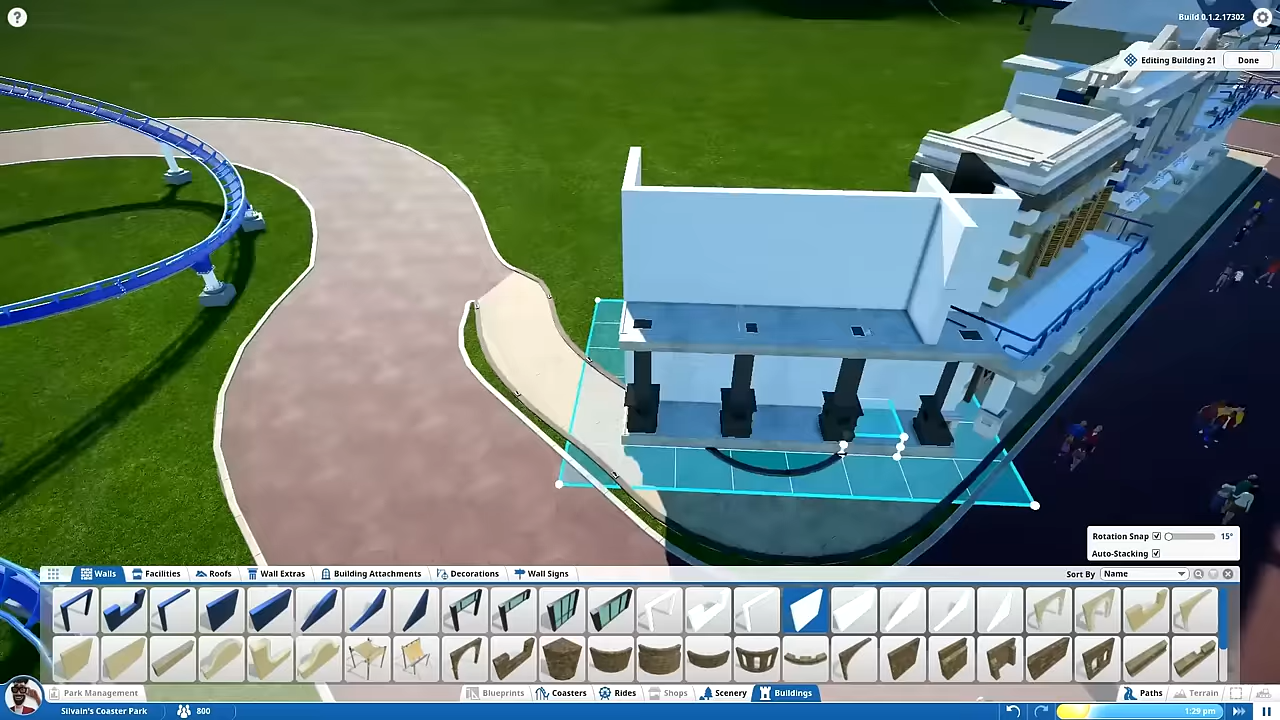 ?
Build 0.1.2.17302
Editing Building 21
Done
Rotation Snap
15°
Auto-Stacking
Walls
Facilities
Roofs
Wall Extras
Building Attachments
Decorations
Wall Signs
Sort By
Name
Park Management
Blueprints
Coasters
Rides
Shops
Scenery
Buildings
Paths
Terrain
Silvain's Coaster Park
800
1:29 pm